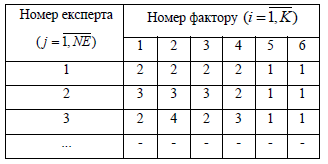 Номер експерта Номер фактору (i = 1,K)
(j = 1,NE) 1 2 3 4 5 6
1 2 2 2 2 1 1
2 3 3 3 2 1 1
3 2 4 2 3 1 1
... - - - - - -